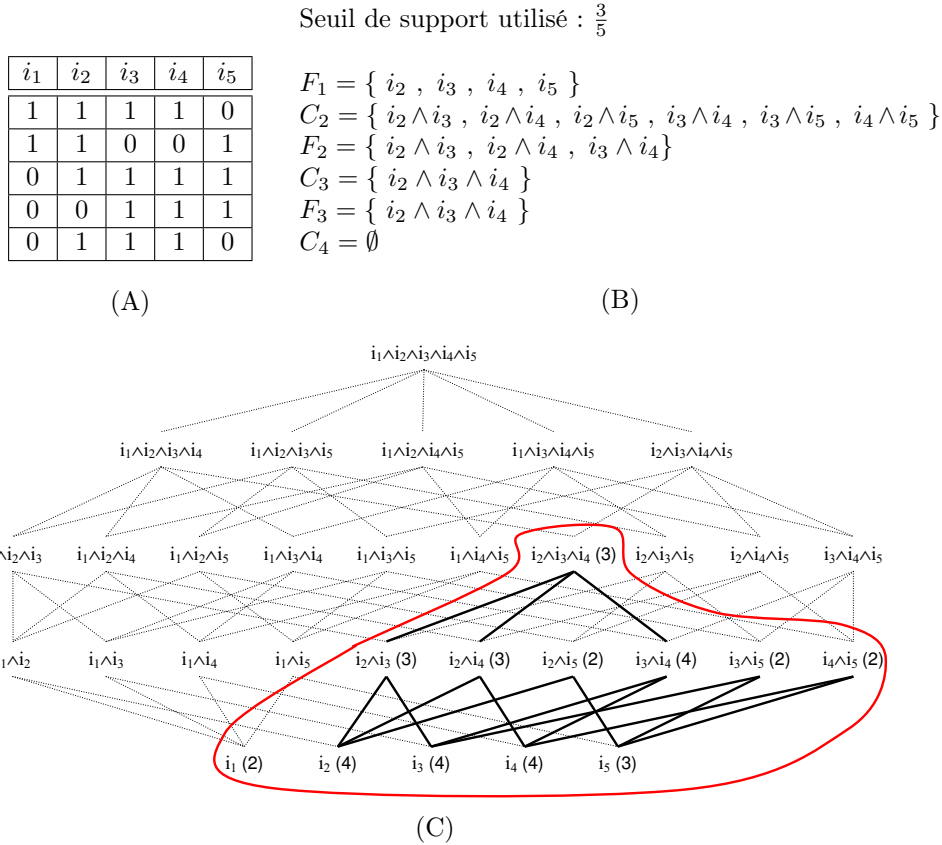 Seuil de support utilisé : 3/5
i₁ i₂ i₃ i₄ i₅
1 1 1 1 0
1 1 0 0 1
0 1 1 1 1
0 0 1 1 1
0 1 1 1 0
(A)
F₁ = { i₂ , i₃ , i₄ , i₅ }
C₂ = { i₂ ∧ i₃ , i₂ ∧ i₄ , i₂ ∧ i₅ , i₃ ∧ i₄ , i₃ ∧ i₅ , i₄ ∧ i₅ }
F₂ = { i₂ ∧ i₃ , i₂ ∧ i₄ , i₃ ∧ i₄}
C₃ = { i₂ ∧ i₃ ∧ i₄ }
F₃ = { i₂ ∧ i₃ ∧ i₄ }
C₄ = ∅
(B)
i₁∧i₂∧i₃∧i₄∧i₅
i₁∧i₂∧i₃∧i₄ i₁∧i₂∧i₃∧i₅ i₁∧i₂∧i₄∧i₅ i₁∧i₃∧i₄∧i₅ i₂∧i₃∧i₄∧i₅
∧i₂∧i₃ i₁∧i₂∧i₄ i₁∧i₂∧i₅ i₁∧i₃∧i₄ i₁∧i₃∧i₅ i₁∧i₄∧i₅ i₂∧i₃∧i₄ (3) i₂∧i₃∧i₅ i₂∧i₄∧i₅ i₃∧i₄∧i₅
₁∧i₂ i₁∧i₃ i₁∧i₄ i₁∧i₅ i₂∧i₃ (3) i₂∧i₄ (3) i₂∧i₅ (2) i₃∧i₄ (4) i₃∧i₅ (2) i₄∧i₅ (2)
i₁ (2) i₂ (4) i₃ (4) i₄ (4) i₅ (3)
(C)